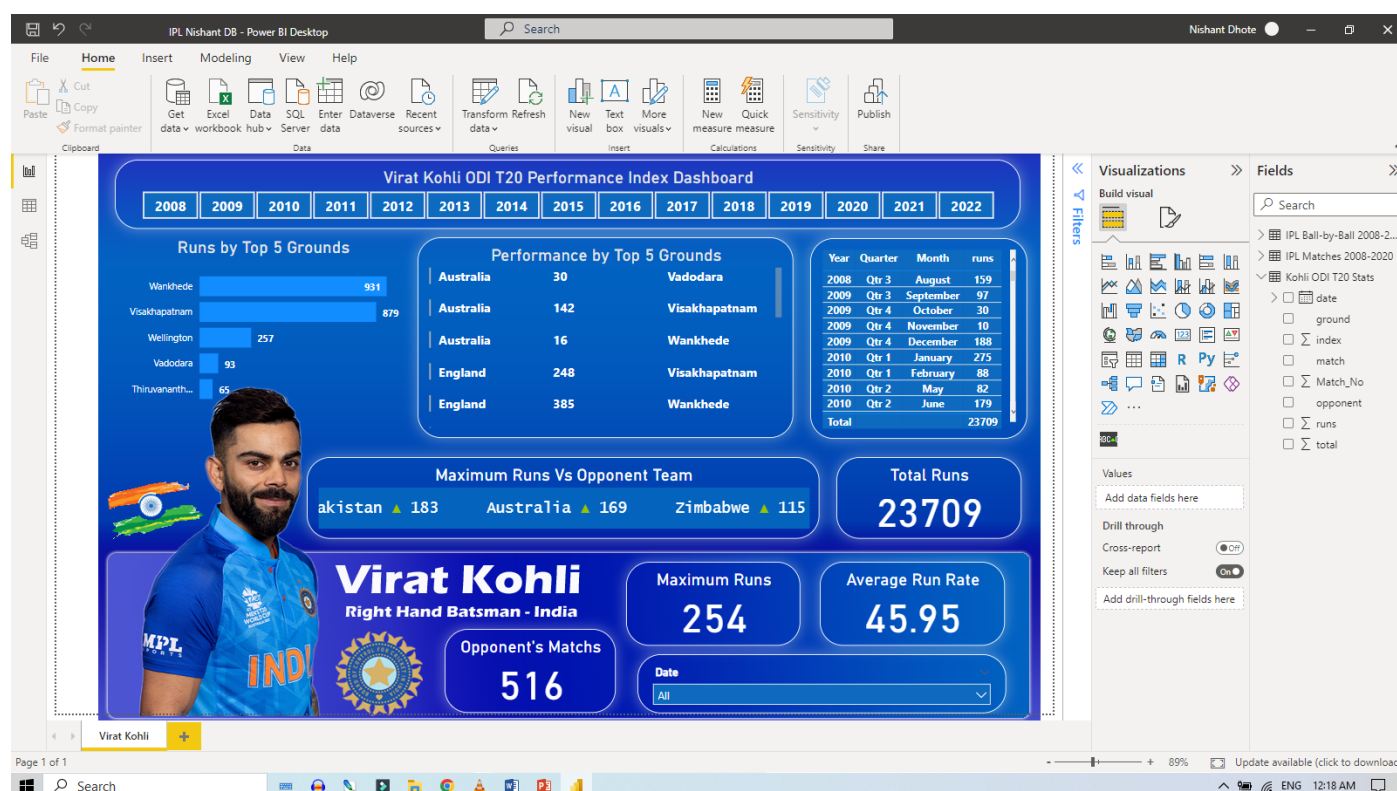 IPL Nishant DB - Power BI Desktop
Search
Nishant Dhote
File Home Insert Modeling View Help
Paste
Cut
Copy
Format painter
Get data
Excel workbook
Data hub
SQL Server
Enter data
Dataverse
Recent sources
Transform data
Refresh
New visual
Text box
More visuals
New measure
Quick measure
Sensitivity
Publish
Clipboard
Data
Queries
Insert
Calculations
Sensitivity
Share
Virat Kohli ODI T20 Performance Index Dashboard
2008 2009 2010 2011 2012 2013 2014 2015 2016 2017 2018 2019 2020 2021 2022
Runs by Top 5 Grounds
Wankhede 931
Visakhapatnam 879
Wellington 257
Vadodara 93
Thiruvananth... 65
Performance by Top 5 Grounds
Australia 30 Vadodara
Australia 142 Visakhapatnam
Australia 16 Wankhede
England 248 Visakhapatnam
England 385 Wankhede
Year Quarter Month runs
2008 Qtr 3 August 159
2009 Qtr 3 September 97
2009 Qtr 4 October 30
2009 Qtr 4 November 10
2009 Qtr 4 December 188
2010 Qtr 1 January 275
2010 Qtr 1 February 88
2010 Qtr 2 May 82
2010 Qtr 2 June 179
Total 23709
Maximum Runs Vs Opponent Team
akistan ▲ 183 Australia ▲ 169 Zimbabwe ▲ 115
Total Runs
23709
MPL
SPORTS
INDI
Virat Kohli
Right Hand Batsman - India
Opponent's Matchs
516
Maximum Runs
254
Average Run Rate
45.95
Date
All
Filters
Visualizations
Build visual
R Py
123
Values
Add data fields here
Drill through
Cross-report
Off
Keep all filters
On
Add drill-through fields here
Fields
Search
IPL Ball-by-Ball 2008-2...
IPL Matches 2008-2020
Kohli ODI T20 Stats
date
ground
∑ index
match
∑ Match_No
opponent
∑ runs
∑ total
Virat Kohli
+
Page 1 of 1
- + 89%
Update available (click to download
Search
ENG 12:18 AM